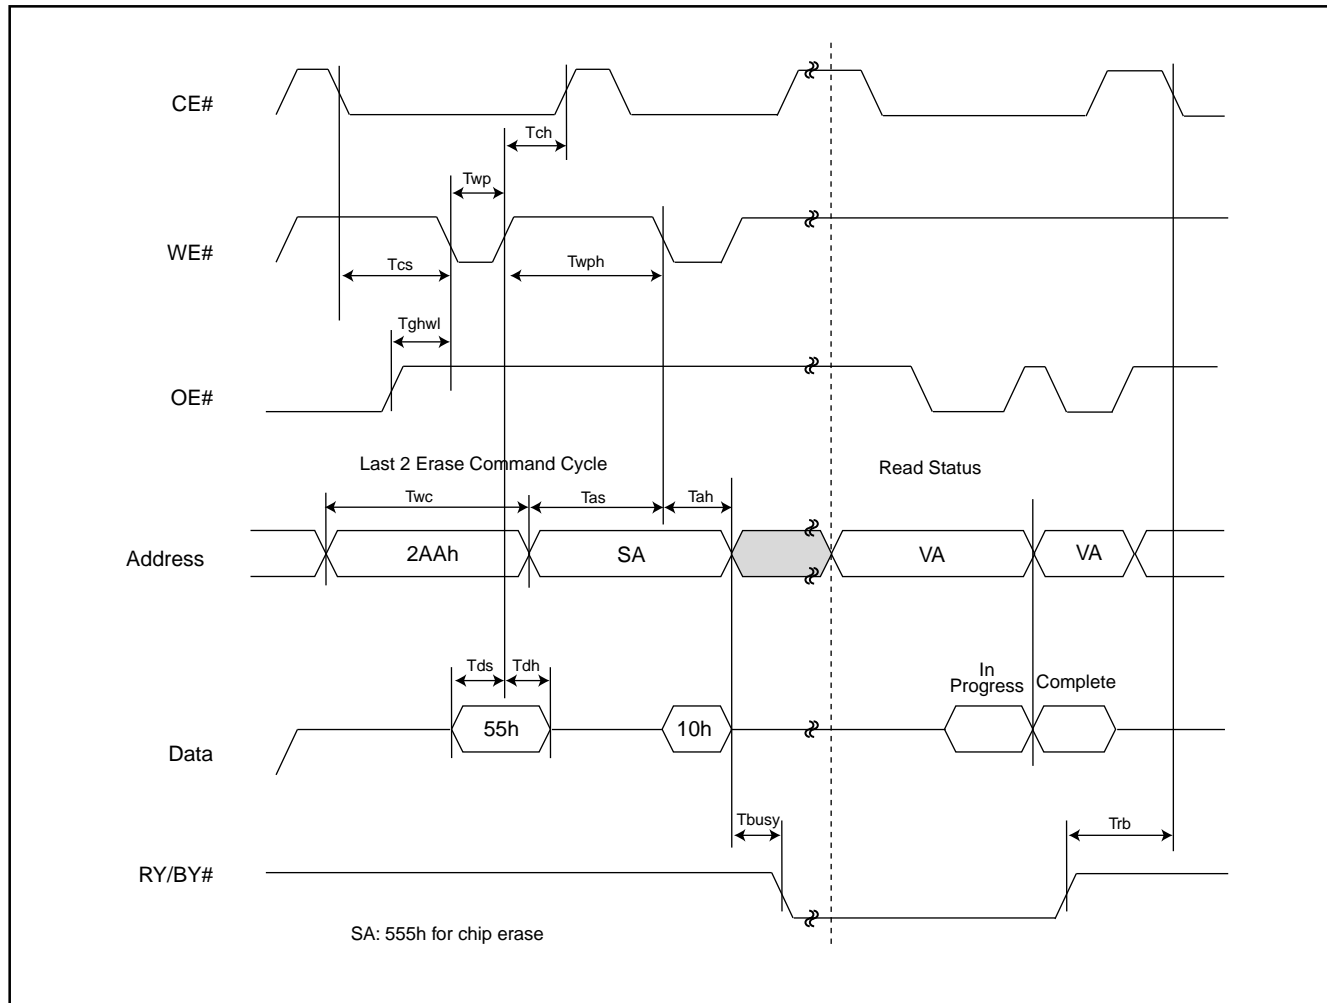 CE#
Tch
Twp
WE#
Tcs
Twph
Tghwl
OE#
Last 2 Erase Command Cycle
Read Status
Twc
Tas
Tah
Address
2AAh
SA
VA
VA
Tds
Tdh
In
Progress
Complete
Data
55h
10h
Tbusy
Trb
RY/BY#
SA: 555h for chip erase